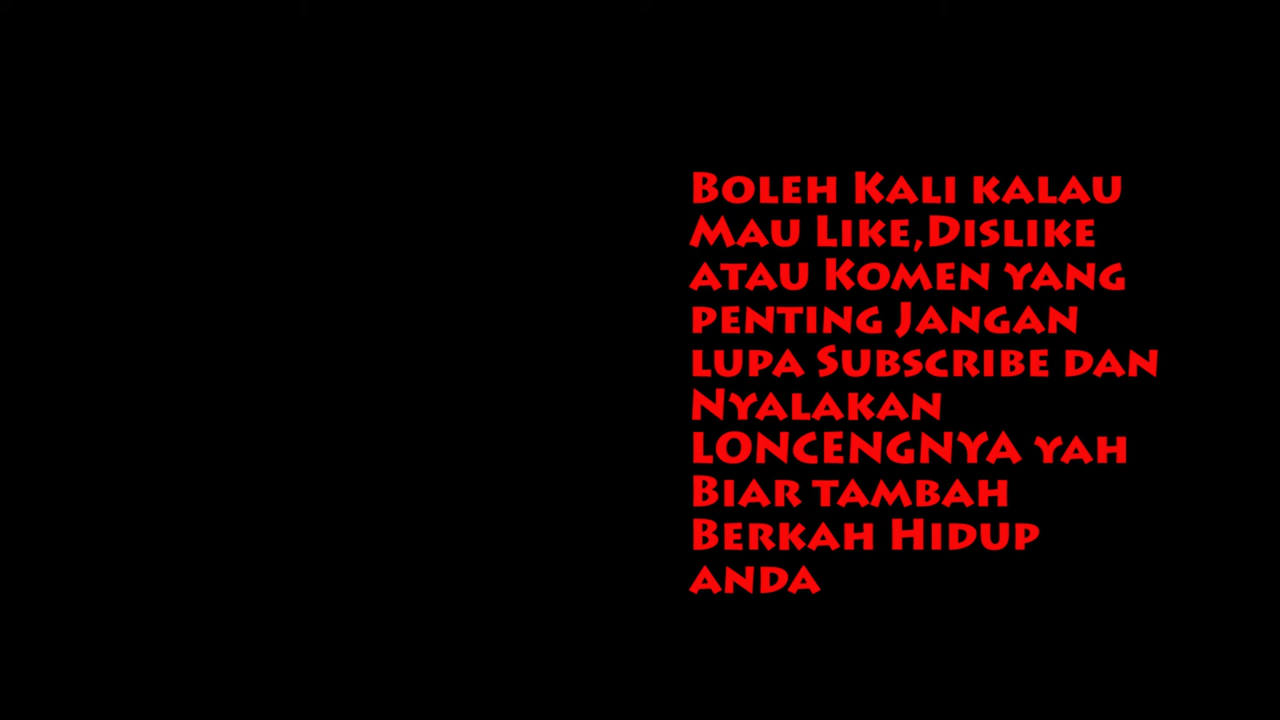 Boleh Kali kalau
Mau Like,Dislike
atau Komen yang
penting Jangan
lupa Subscribe dan
Nyalakan
LONCENGNYA yah
Biar tambah
Berkah Hidup
anda